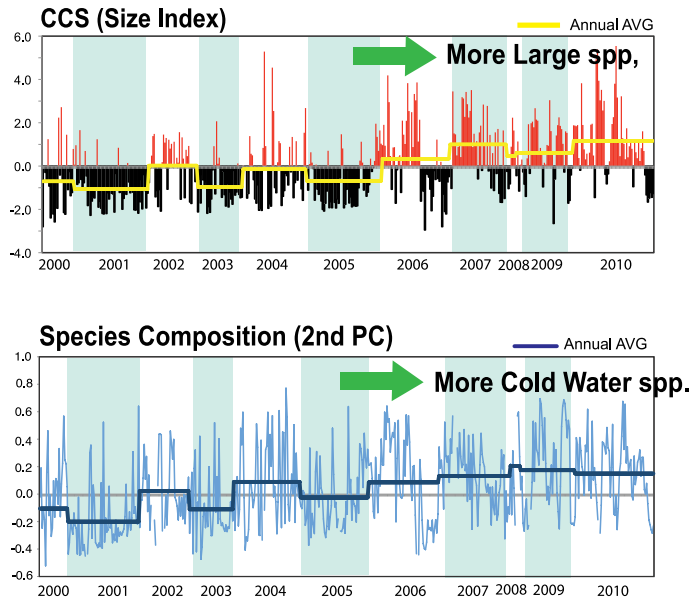 CCS (Size Index)
Annual AVG
More Large spp,
6.0
4.0
2.0
0.0
-2.0
-4.0
2000 2001 2002 2003 2004 2005 2006 2007 2008 2009 2010
Species Composition (2nd PC)
Annual AVG
More Cold Water spp.
1.0
0.8
0.6
0.4
0.2
0.0
-0.2
-0.4
-0.6
2000 2001 2002 2003 2004 2005 2006 2007 2008 2009 2010